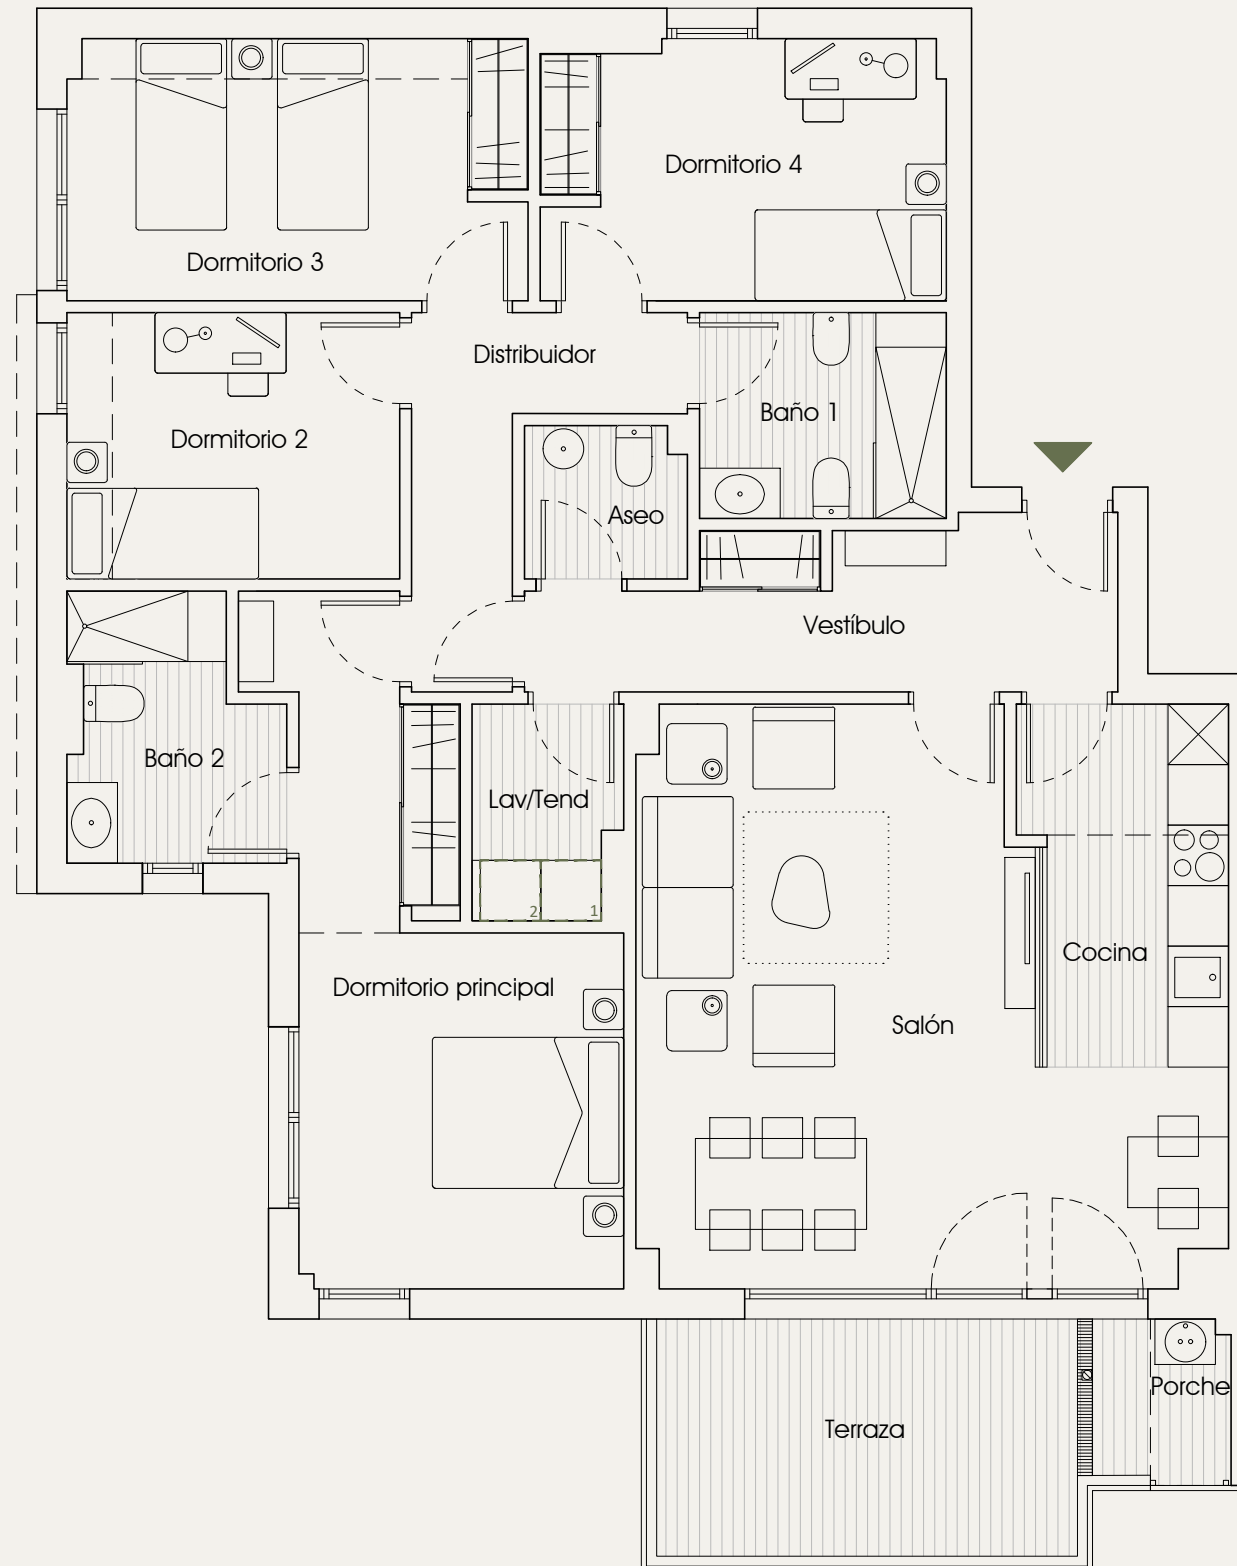 Dormitorio 4
Dormitorio 3
Distribuidor
Baño 1
Dormitorio 2
Aseo
Vestíbulo
Baño 2
Lav/Tend
2
1
Cocina
Dormitorio principal
Salón
Porche
Terraza